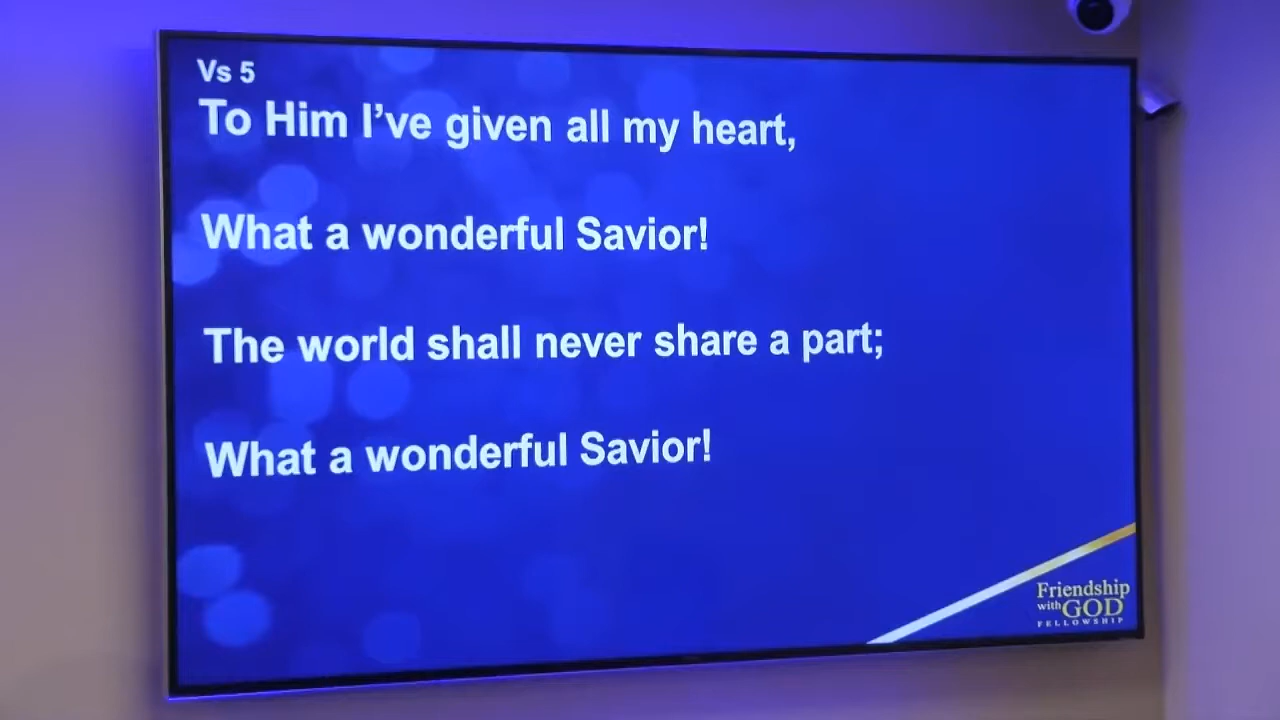 Vs 5
To Him I've given all my heart,
What a wonderful Savior!
The world shall never share a part;
What a wonderful Savior!
Friendship
with GOD
FELLOWSHIP